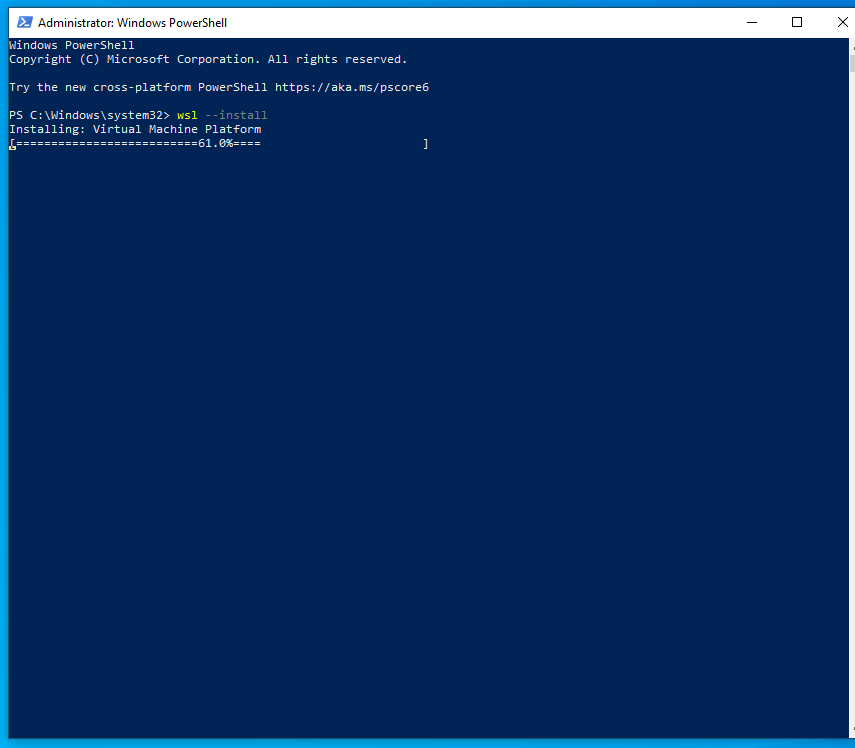 Administrator: Windows PowerShell
Windows PowerShell
Copyright (C) Microsoft Corporation. All rights reserved.
Try the new cross-platform PowerShell https://aka.ms/pscore6
PS C:\Windows\system32> wsl --install
Installing: Virtual Machine Platform
[==========================61.0%====                       ]